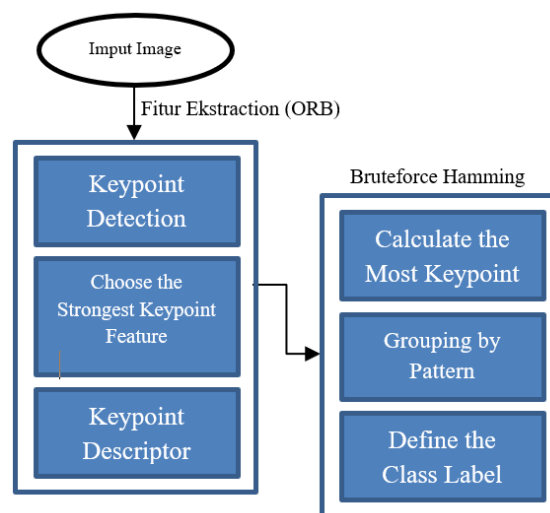 Imput Image
Fitur Ekstraction (ORB)
Keypoint
Detection
Choose the
Strongest Keypoint
Feature
Keypoint
Descriptor
Bruteforce Hamming
Calculate the
Most Keypoint
Grouping by
Pattern
Define the
Class Label